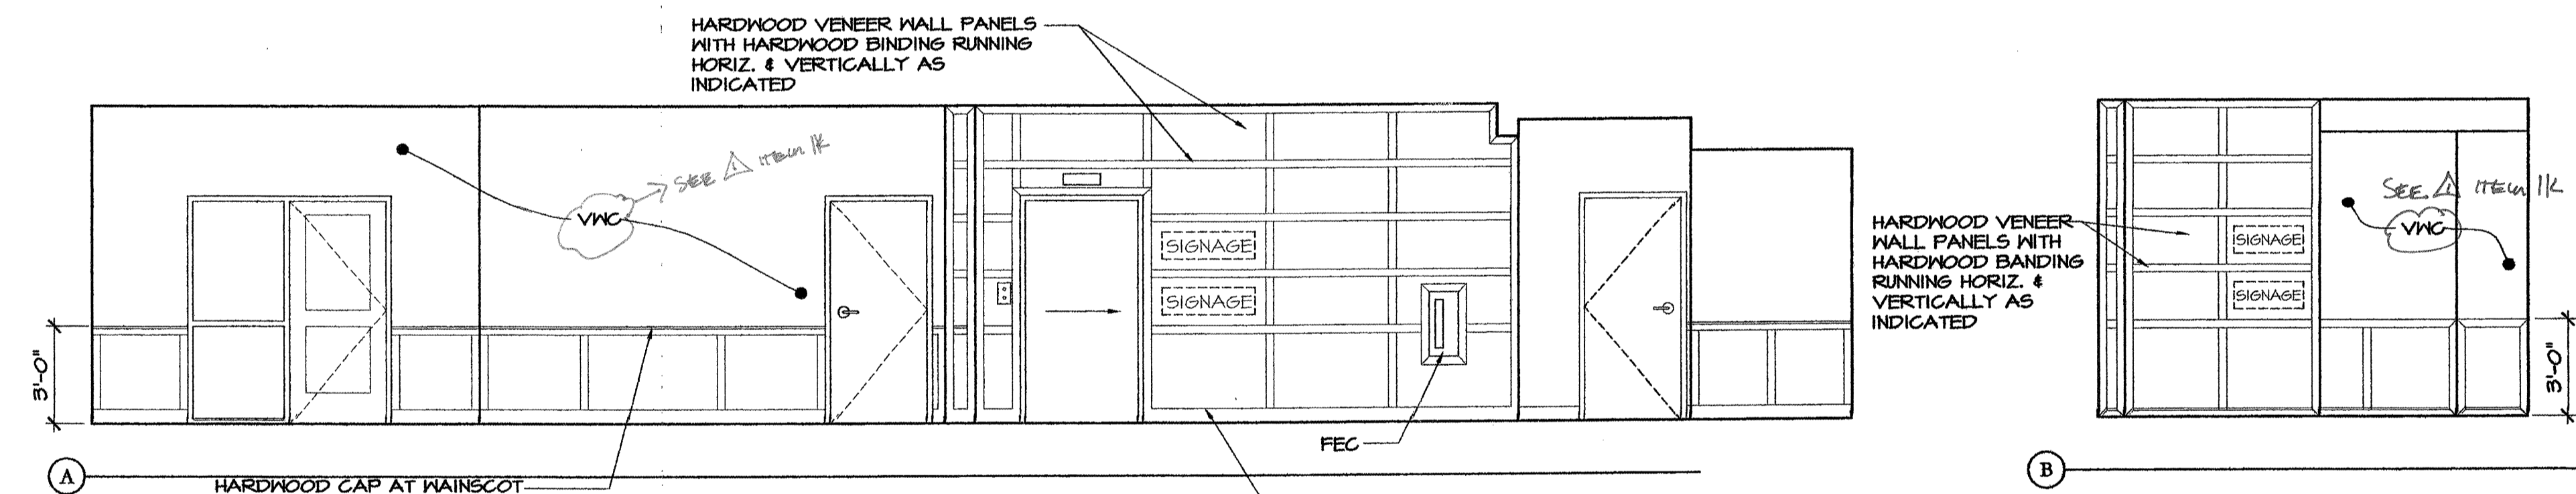 HARDWOOD VENEER WALL PANELS
WITH HARDWOOD BINDING RUNNING
HORIZ. & VERTICALLY AS
INDICATED
SEE 1 ITEM 1K
VWC
SIGNAGE
SIGNAGE
3'-0"
FEC
A
HARDWOOD CAP AT WAINSCOT
HARDWOOD VENEER
WALL PANELS WITH
HARDWOOD BANDING
RUNNING HORIZ. &
VERTICALLY AS
INDICATED
SEE 1 ITEM 1K
VWC
SIGNAGE
SIGNAGE
3'-0"
B